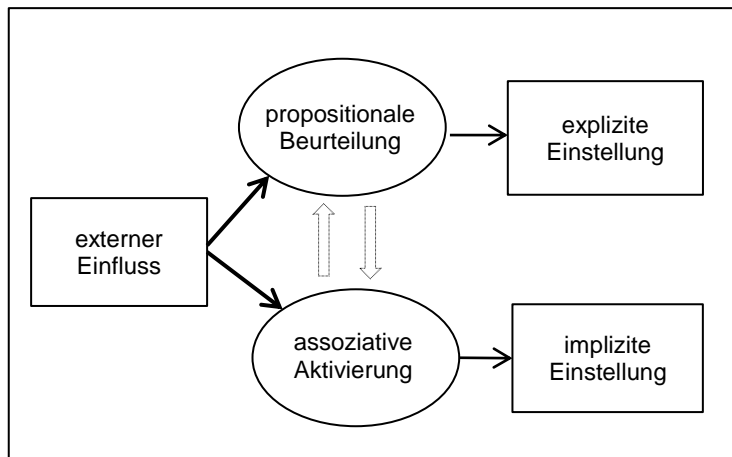 propositionale
Beurteilung
explizite
Einstellung
externer
Einfluss
assoziative
Aktivierung
implizite
Einstellung